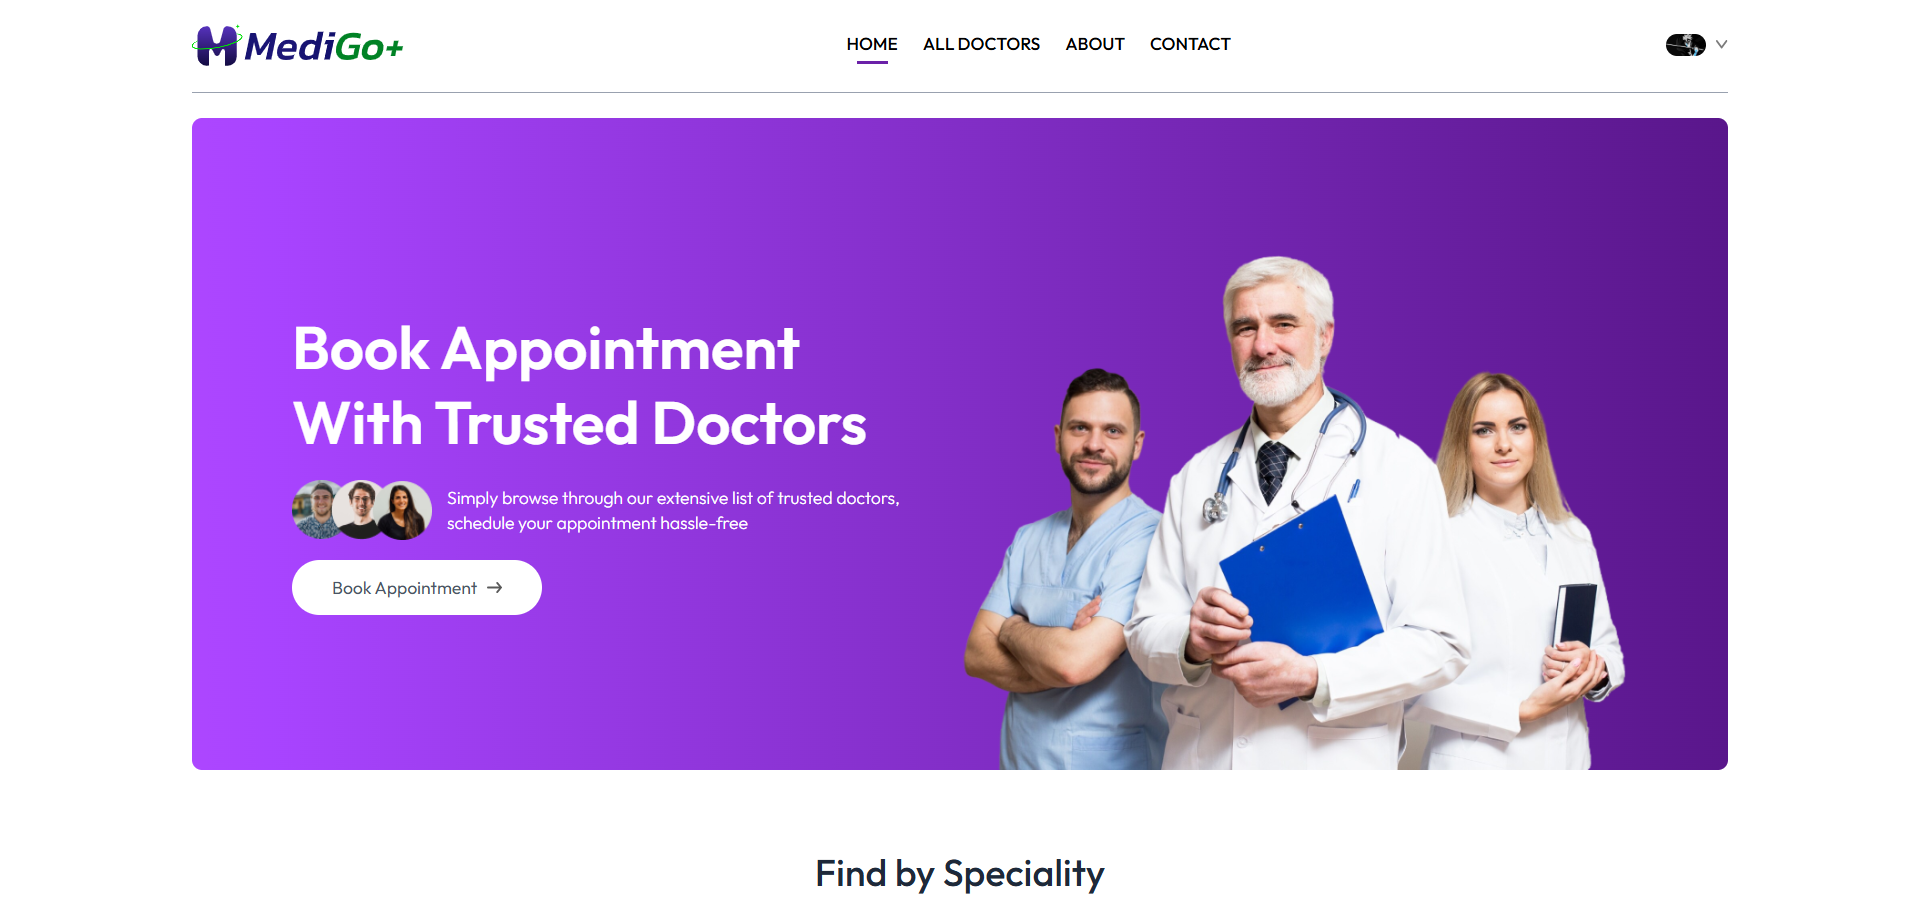 MediGo+
HOME ALL DOCTORS ABOUT CONTACT
Book Appointment
With Trusted Doctors
Simply browse through our extensive list of trusted doctors,
schedule your appointment hassle-free
Book Appointment →
Find by Speciality